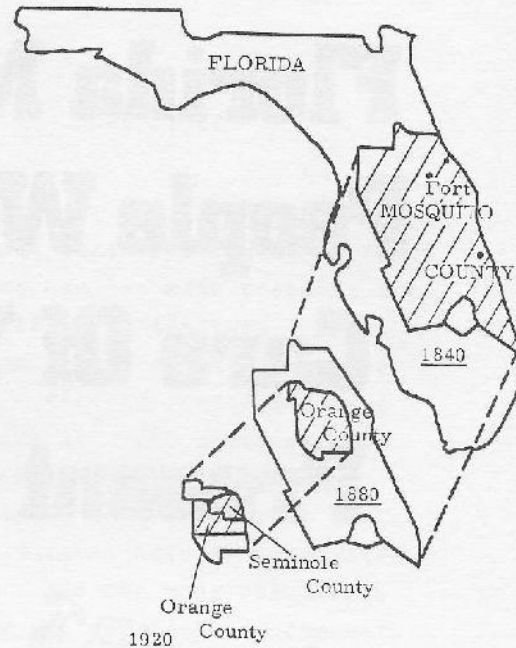 FLORIDA
Fort
MOSQUITO
COUNTY
1840
Orange
County
1880
Seminole
County
Orange
County
1920